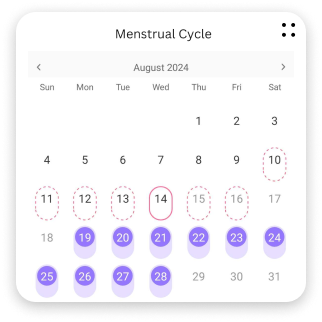 Menstrual Cycle
August 2024
Sun Mon Tue Wed Thu Fri Sat
1 2 3
4 5 6 7 8 9 10
11 12 13 14 15 16 17
18 19 20 21 22 23 24
25 26 27 28 29 30 31